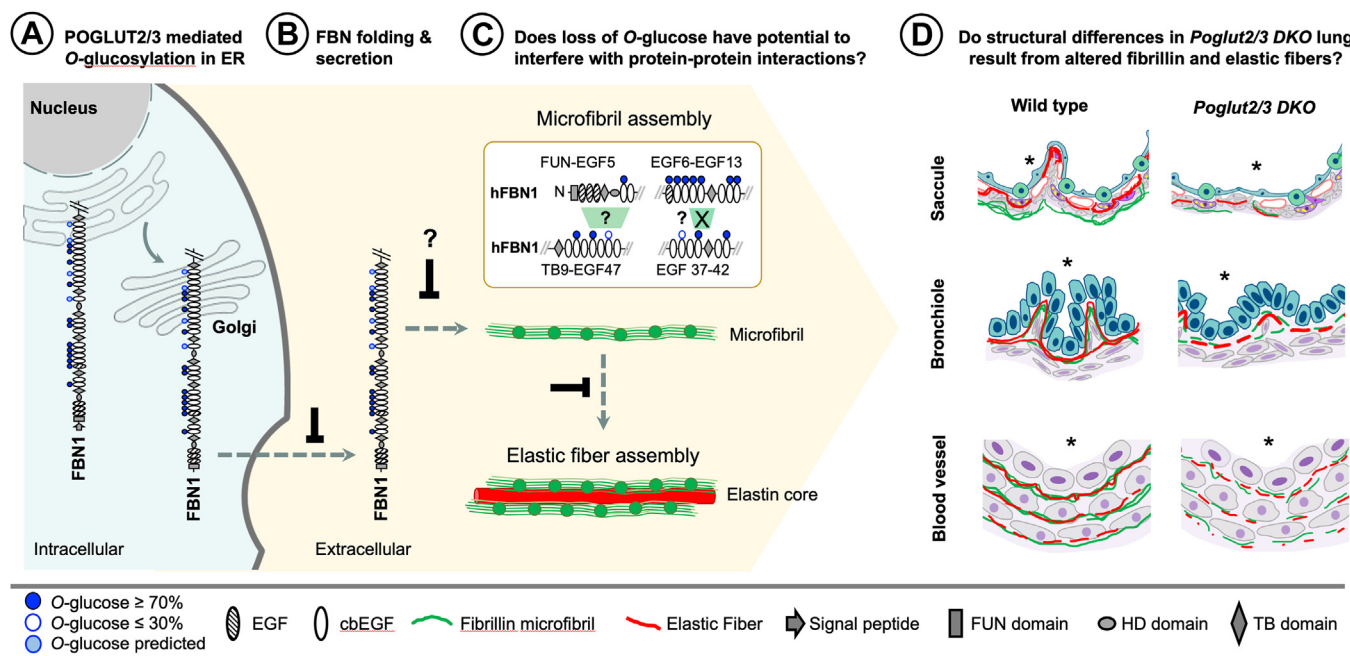 A POGLUT2/3 mediated
O-glucosylation in ER
B FBN folding &
secretion
C Does loss of O-glucose have potential to
interfere with protein-protein interactions?
D Do structural differences in Poglut2/3 DKO lung
result from altered fibrillin and elastic fibers?
Nucleus
Golgi
FBN1
FBN1
FBN1
Intracellular
Extracellular
?
Microfibril assembly
FUN-EGF5
EGF6-EGF13
hFBN1
N
?
? X
hFBN1
TB9-EGF47
EGF 37-42
Microfibril
Elastic fiber assembly
Elastin core
Wild type
Poglut2/3 DKO
Saccule
*
*
Bronchiole
*
*
Blood vessel
*
*
O-glucose ≥ 70%
O-glucose ≤ 30%
O-glucose predicted
EGF
cbEGF
Fibrillin microfibril
Elastic Fiber
Signal peptide
FUN domain
HD domain
TB domain